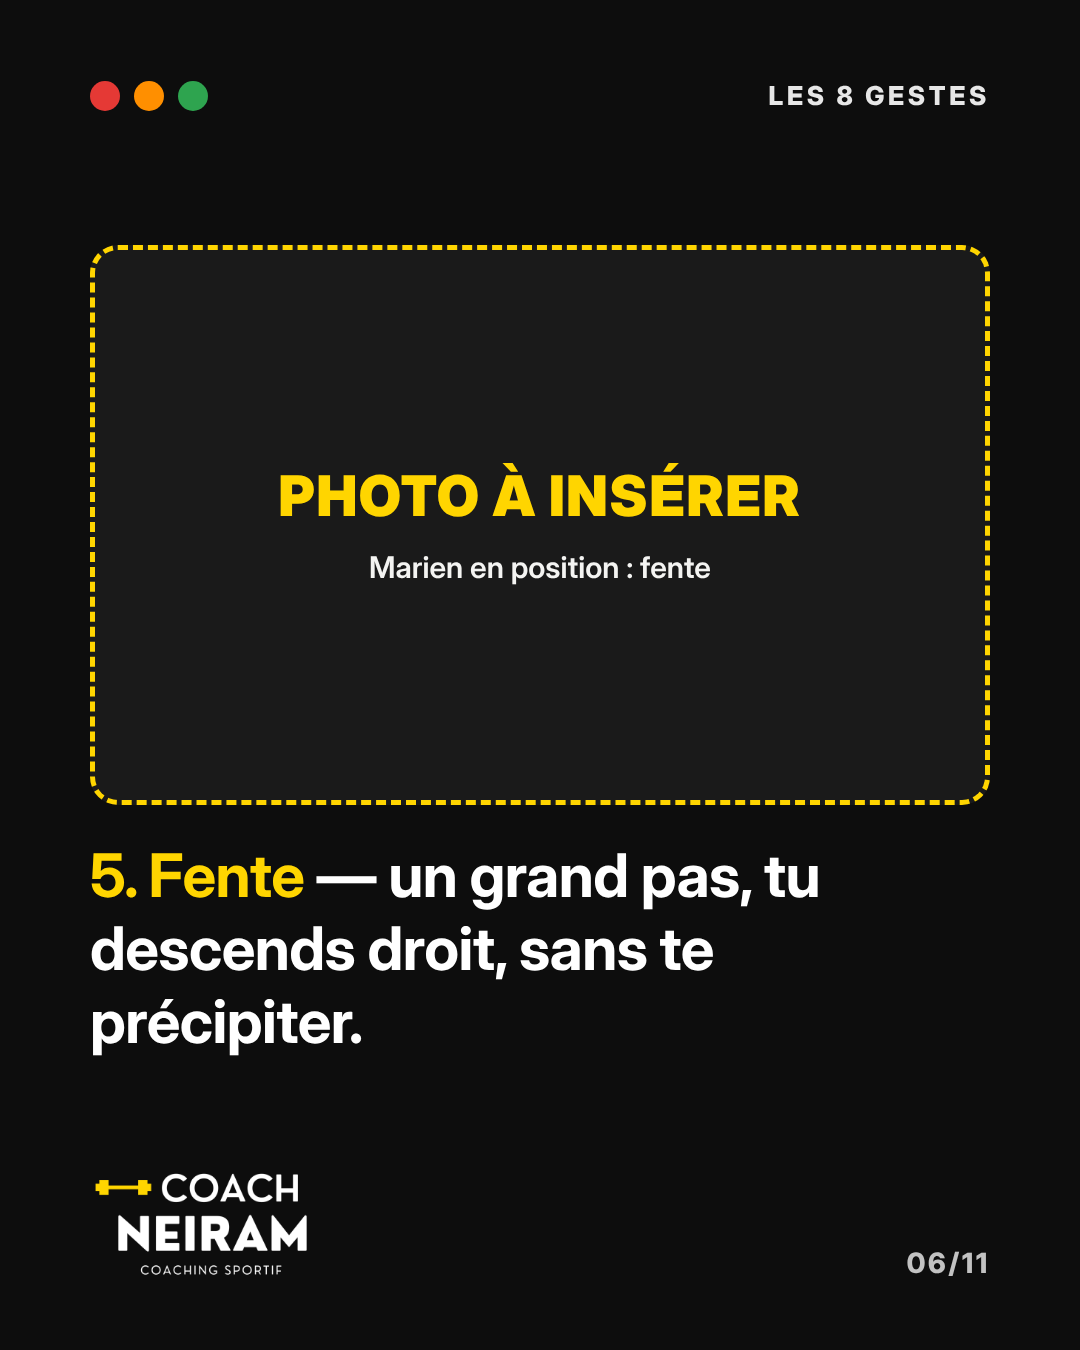 LES 8 GESTES
PHOTO À INSÉRER
Marien en position : fente
5. Fente — un grand pas, tu
descends droit, sans te
précipiter.
COACH
NEIRAM
COACHING SPORTIF
06/11